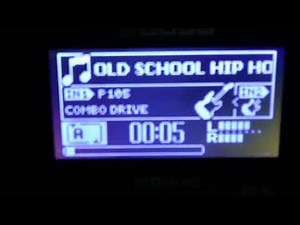 OLD SCHOOL HIP HO
IN1 P105 IN2
COMBO DRIVE
A 00:05 L
R